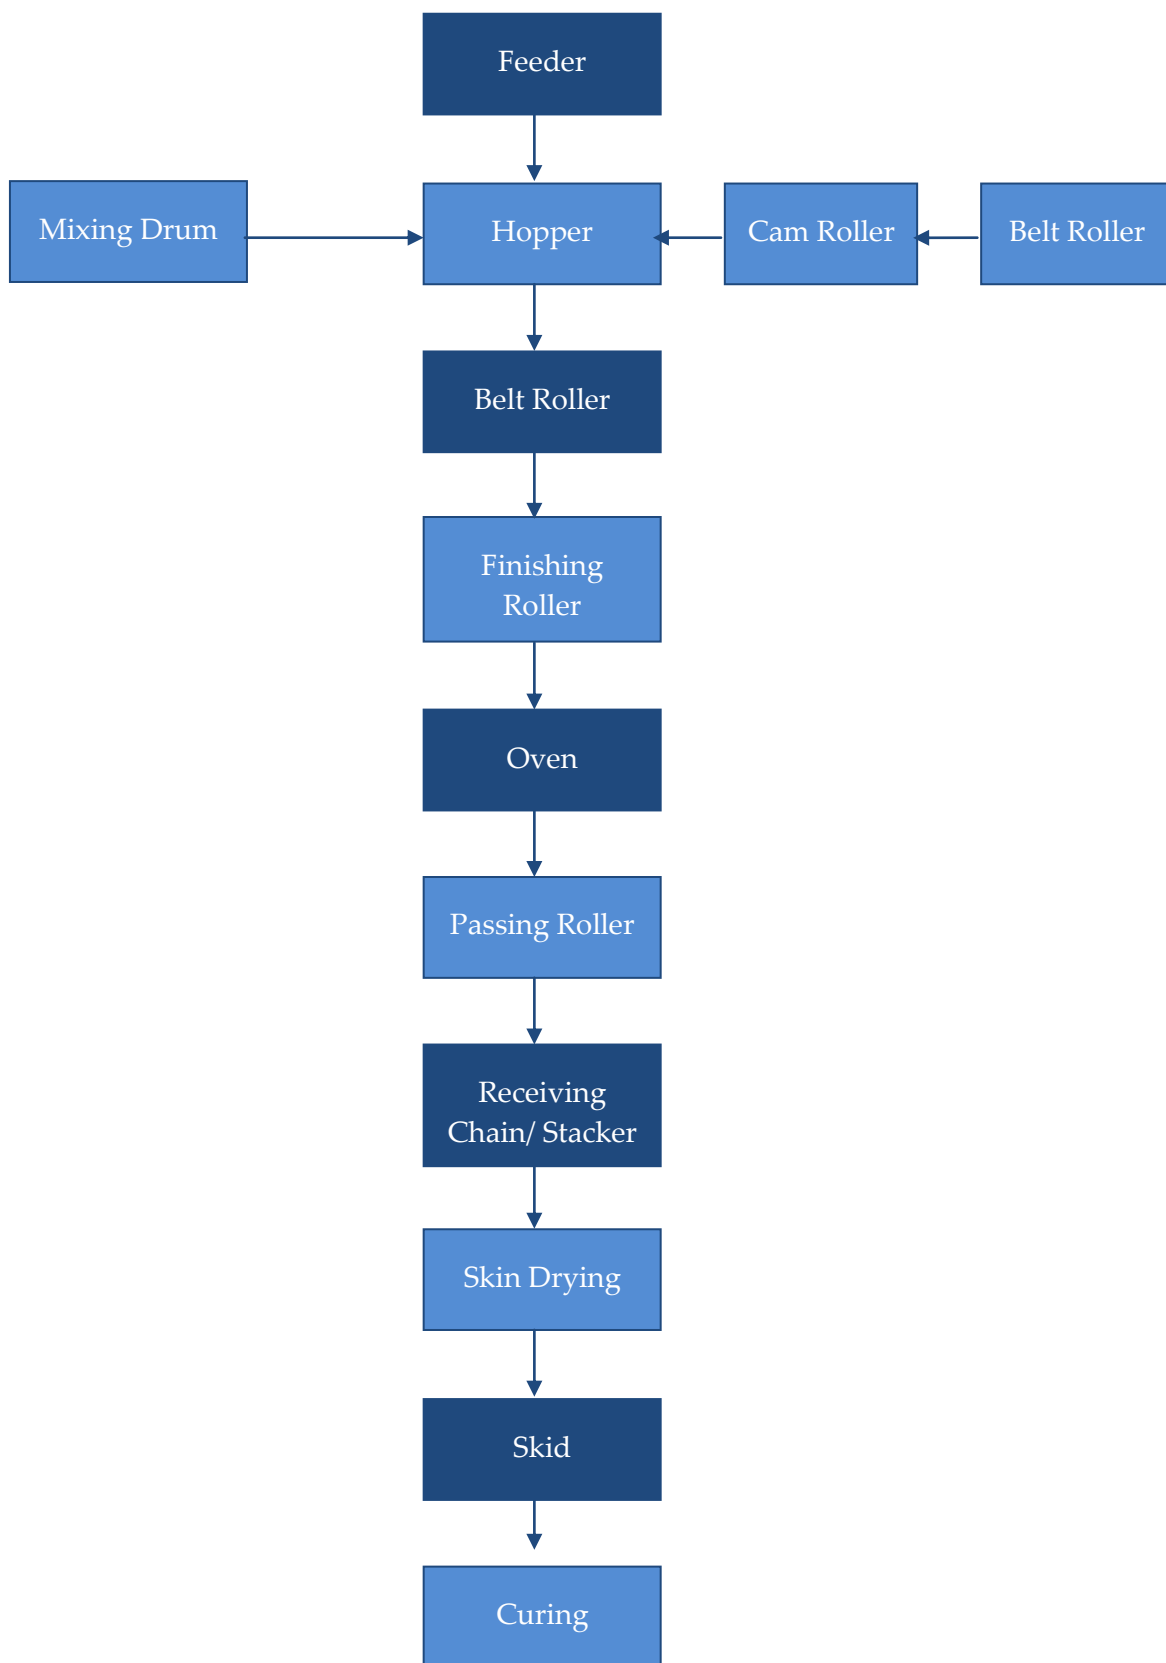 Feeder
Mixing Drum
Hopper
Cam Roller
Belt Roller
Belt Roller
Finishing
Roller
Oven
Passing Roller
Receiving
Chain/ Stacker
Skin Drying
Skid
Curing